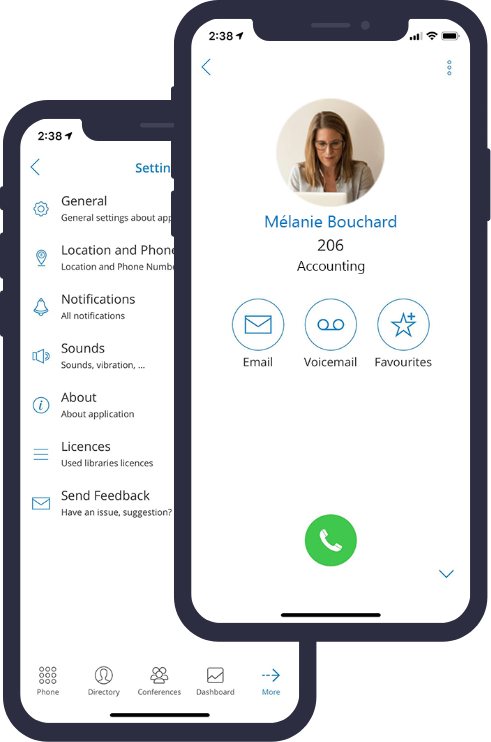 2:38
Settin
General
General settings about app
Location and Phone
Location and Phone Numbe
Notifications
All notifications
Sounds
Sounds, vibration, ...
About
About application
Licences
Used libraries licences
Send Feedback
Have an issue, suggestion?
Phone
Directory
Conferences
Dashboard
More
2:38
Mélanie Bouchard
206
Accounting
Email
Voicemail
Favourites